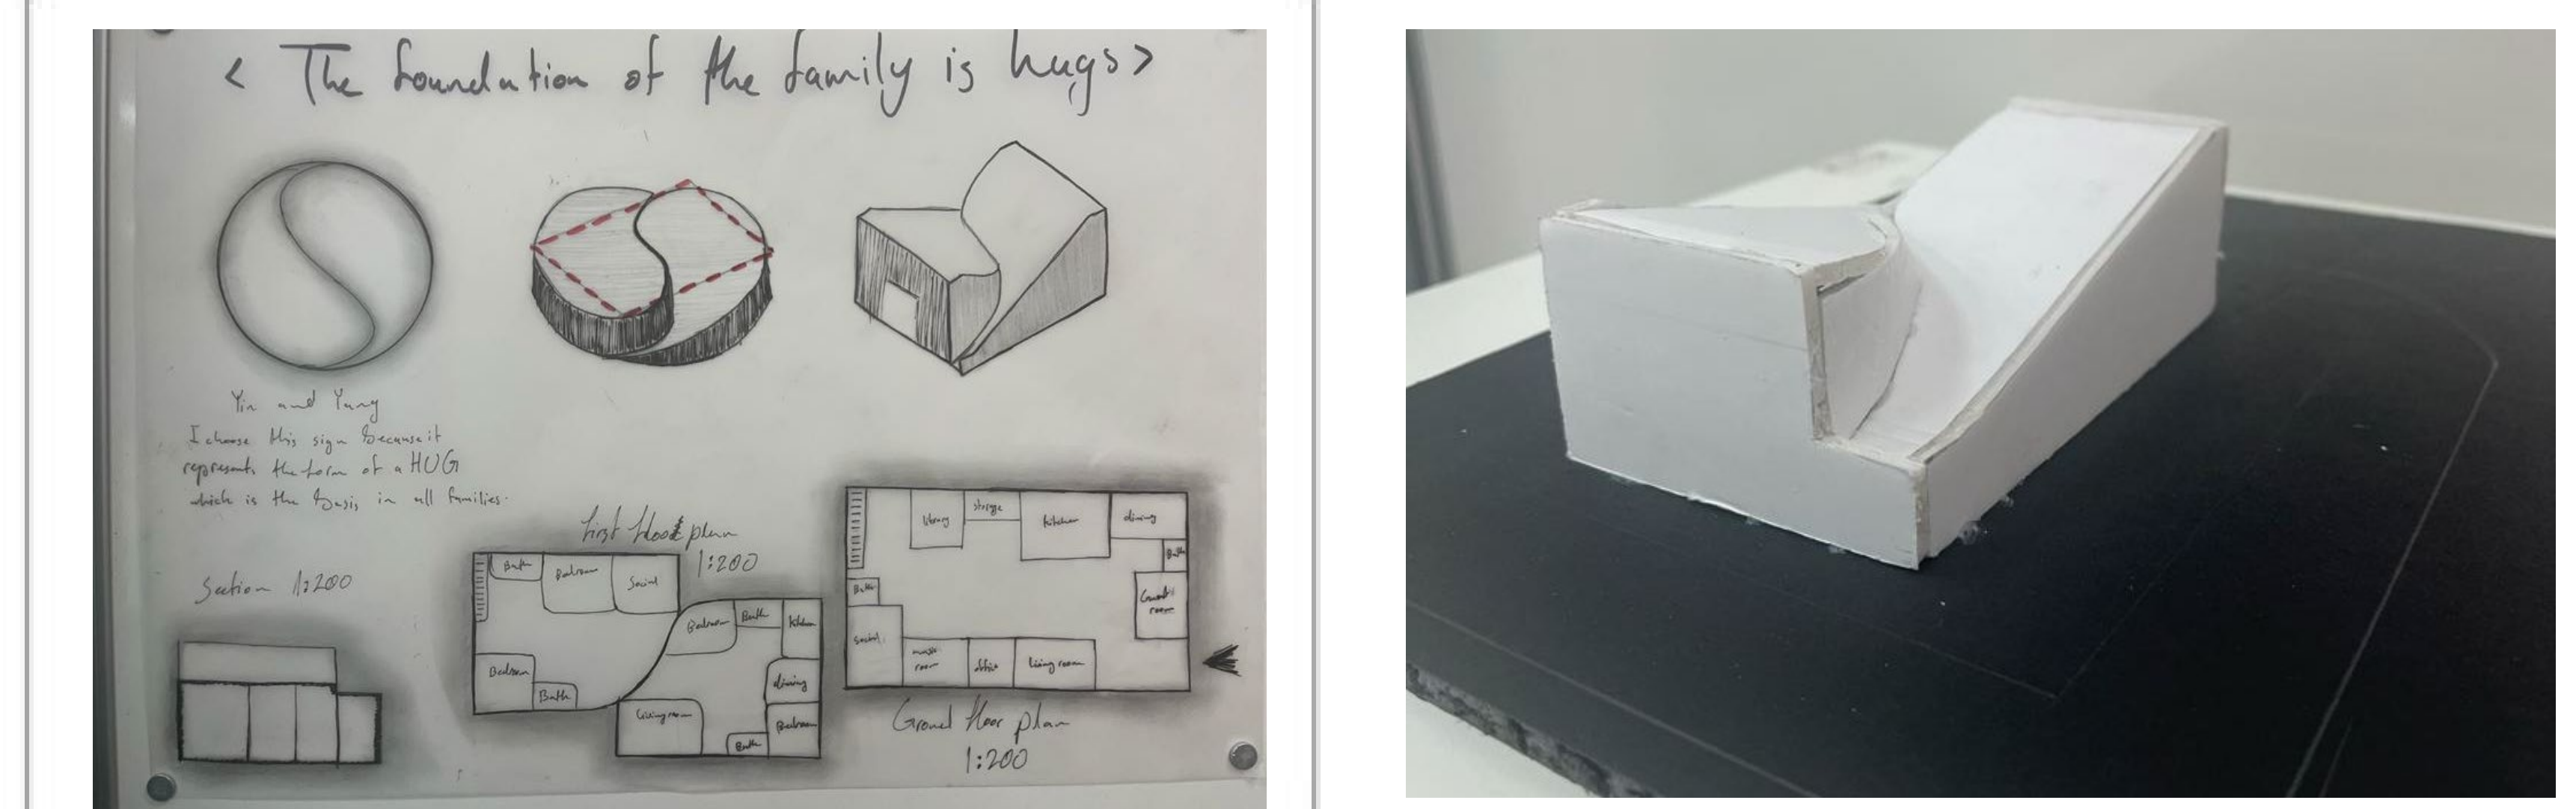 < The foundation of the family is hugs >
Yin and Yang
I choose this sign because it
represents the form of a HUG
which is the basis in all families.
Section 1:200
first floor plan
1:200
Bath
Bedroom
Social
Bedroom
Bath
Bedroom
Bath
kitchen
dining
Living room
Bath
Bedroom
library
storage
kitchen
dining
Bath
Guest's
room
Bath
social
music
room
office
living room
Ground floor plan
1:200